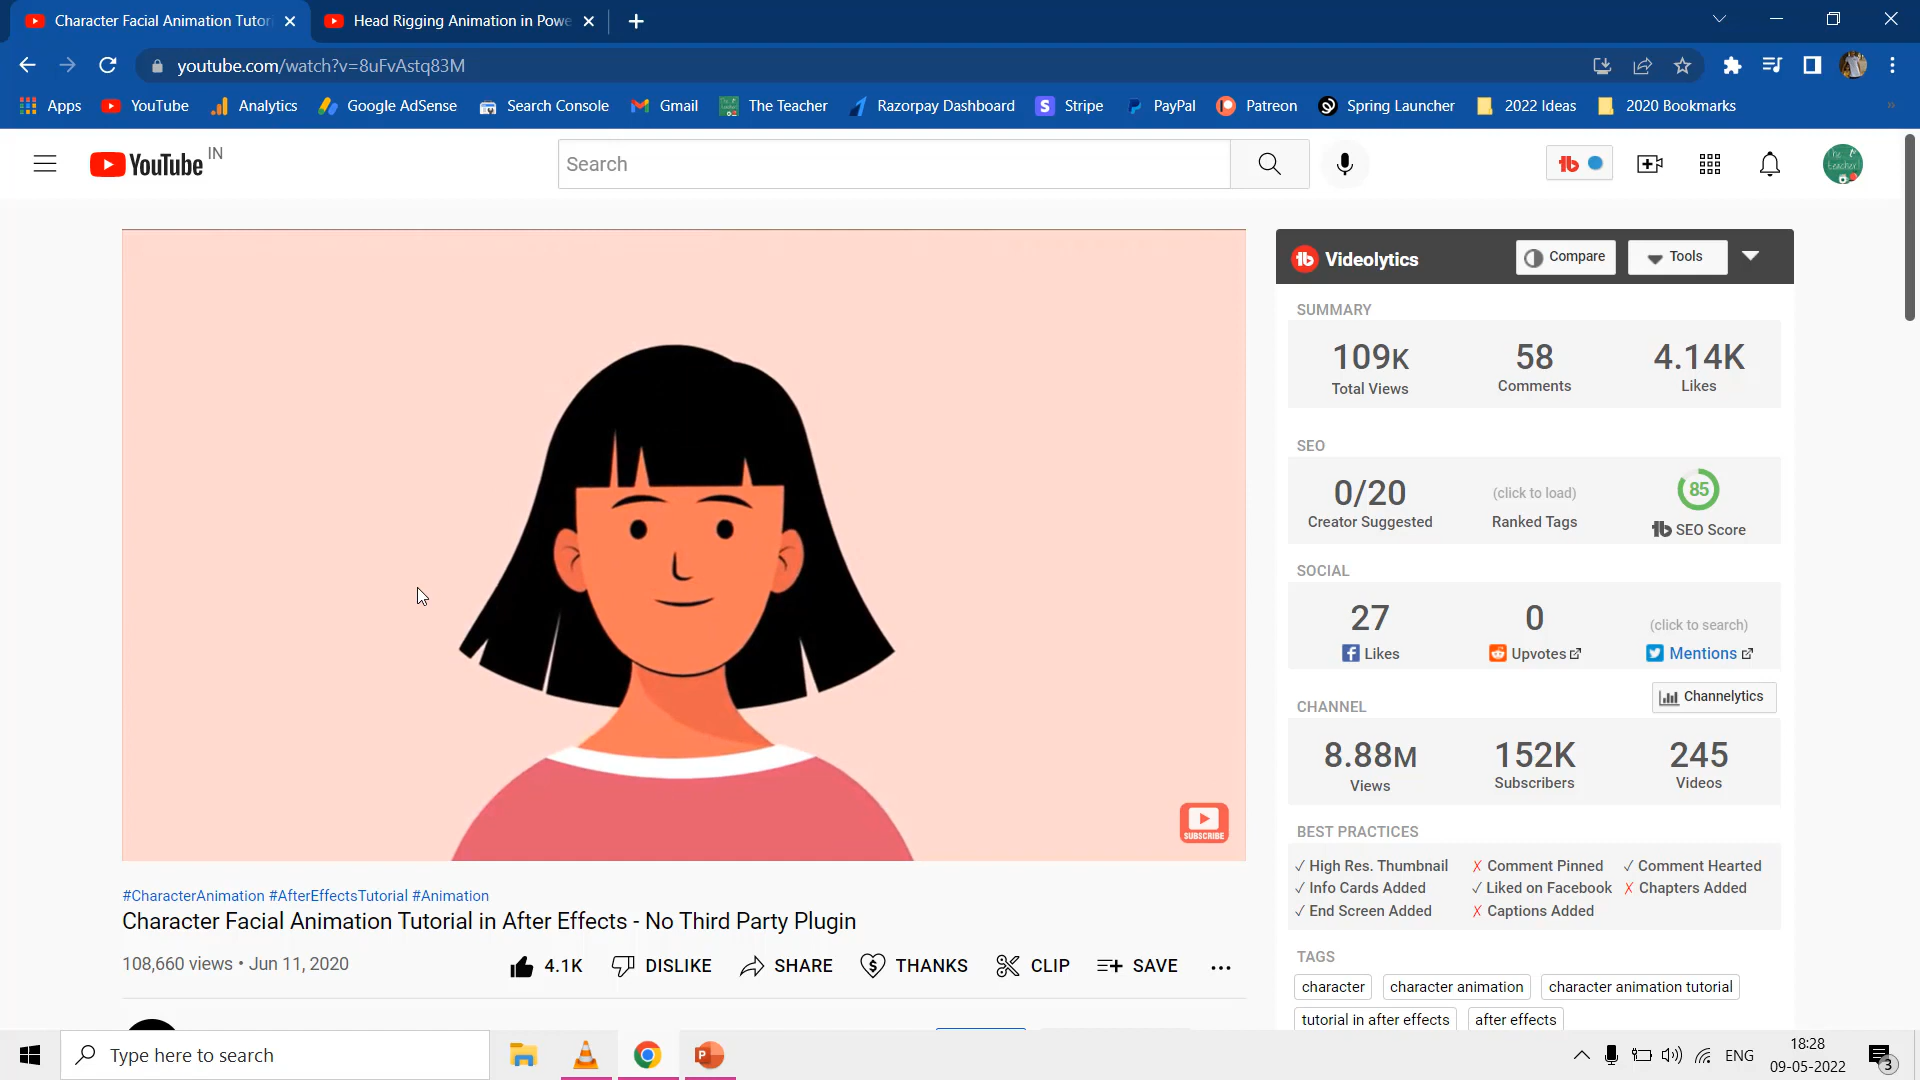 Character Facial Animation Tutori
Head Rigging Animation in Powe
youtube.com/watch?v=8uFvAstq83M
Apps
YouTube
Analytics
Google AdSense
Search Console
Gmail
The Teacher
Razorpay Dashboard
S Stripe
PayPal
Patreon
Spring Launcher
2022 Ideas
2020 Bookmarks
»
YouTube IN
Search
tb
the teacher
tb Videolytics
Compare
Tools
SUMMARY
109K 58 4.14K
Total Views Comments Likes
SEO
0/20 (click to load) 85
Creator Suggested Ranked Tags tb SEO Score
SOCIAL
27 0 (click to search)
Likes Upvotes Mentions
CHANNEL
Channelytics
8.88M 152K 245
Views Subscribers Videos
BEST PRACTICES
✓ High Res. Thumbnail ✗ Comment Pinned ✓ Comment Hearted
✓ Info Cards Added ✓ Liked on Facebook ✗ Chapters Added
✓ End Screen Added ✗ Captions Added
TAGS
character character animation character animation tutorial
tutorial in after effects after effects
SUBSCRIBE
#CharacterAnimation #AfterEffectsTutorial #Animation
Character Facial Animation Tutorial in After Effects - No Third Party Plugin
108,660 views • Jun 11, 2020
4.1K DISLIKE SHARE THANKS CLIP SAVE ...
Type here to search
P
ENG
18:28
09-05-2022
3